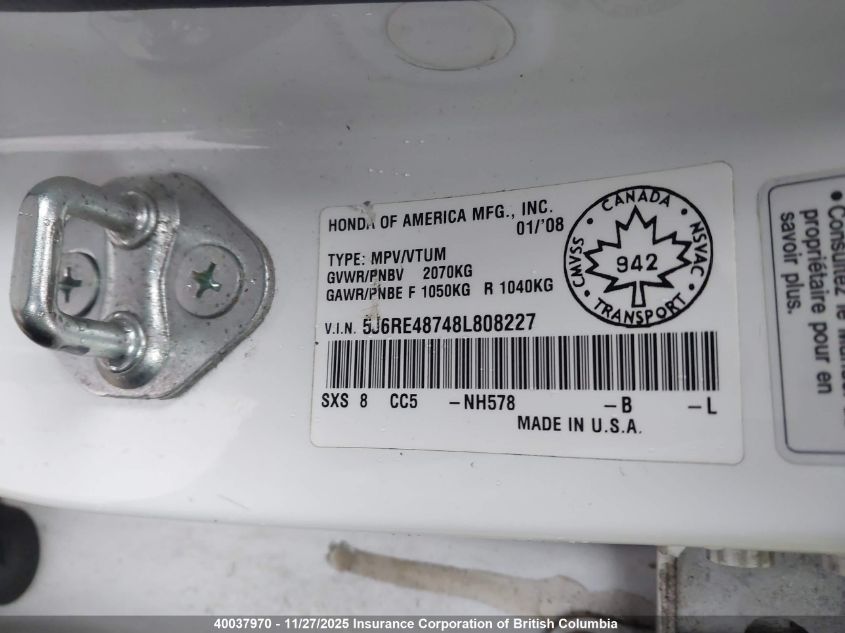 HONDA OF AMERICA MFG., INC.
01/'08
TYPE: MPV/VTUM
GVWR/PNBV 2070KG
GAWR/PNBE F 1050KG R 1040KG
V.I.N. 5J6RE48748L808227
SXS 8 CC5 -NH578 -B -L
MADE IN U.S.A.
CANADA
CMVSS 942 NSVAC
TRANSPORT
• Consultez le
propriétaire pour en
savoir plus.
40037970 - 11/27/2025 Insurance Corporation of British Columbia